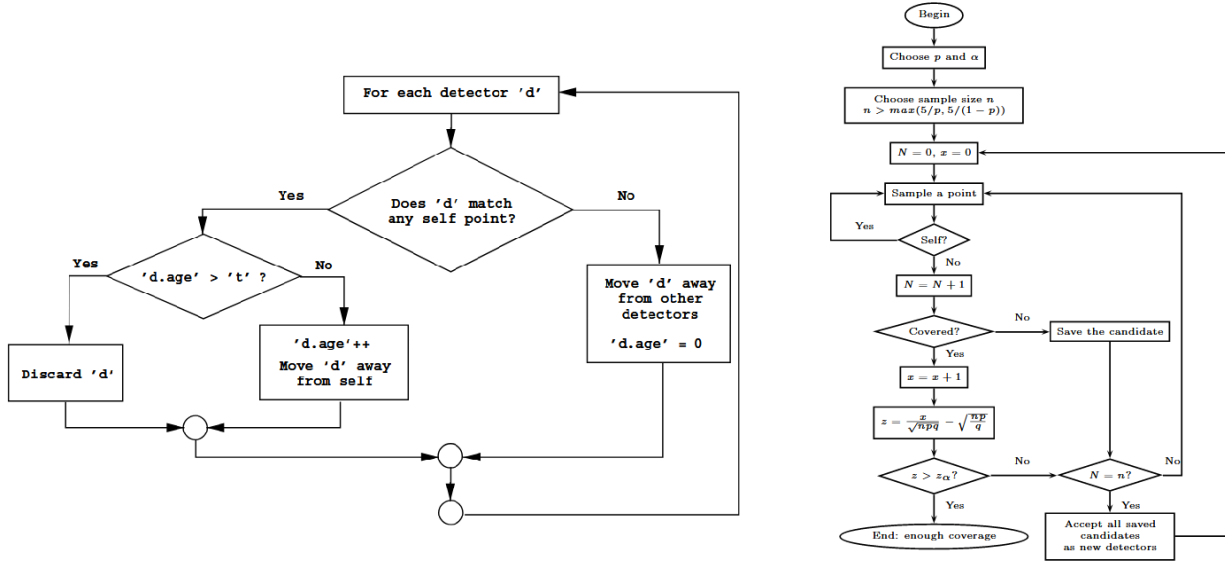 For each detector 'd'
Does 'd' match
any self point?
Yes
No
'd.age' > 't' ?
Yes
No
Discard 'd'
'd.age'++
Move 'd' away
from self
Move 'd' away
from other
detectors
'd.age' = 0
Begin
Choose p and α
Choose sample size n
n > max(5/p, 5/(1 − p))
N = 0, x = 0
Sample a point
Yes
Self?
No
N = N + 1
Covered?
No
Save the candidate
Yes
x = x + 1
z = x/√npq − √np/q
z > zα?
No
N = n?
No
Yes
Yes
End: enough coverage
Accept all saved
candidates
as new detectors